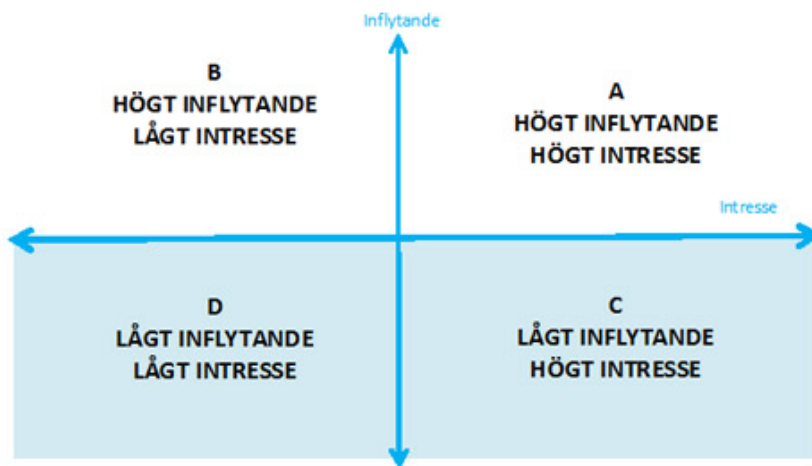 Inflytande
B
HÖGT INFLYTANDE
LÅGT INTRESSE
A
HÖGT INFLYTANDE
HÖGT INTRESSE
Intresse
D
LÅGT INFLYTANDE
LÅGT INTRESSE
C
LÅGT INFLYTANDE
HÖGT INTRESSE